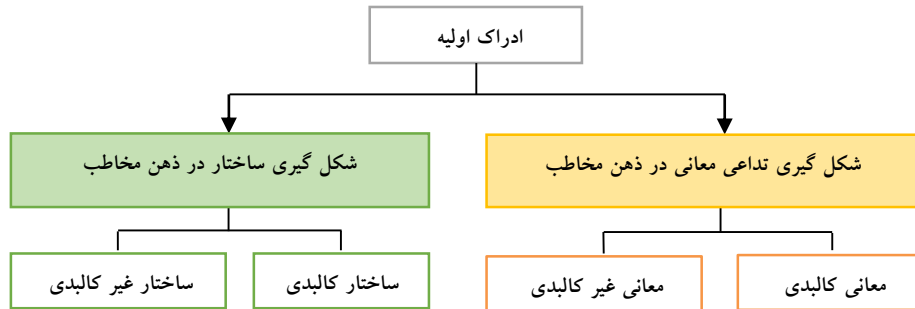 ادراک اولیه
شکل گیری تداعی معانی در ذهن مخاطب
شکل گیری ساختار در ذهن مخاطب
معانی کالبدی
معانی غیر کالبدی
ساختار کالبدی
ساختار غیر کالبدی